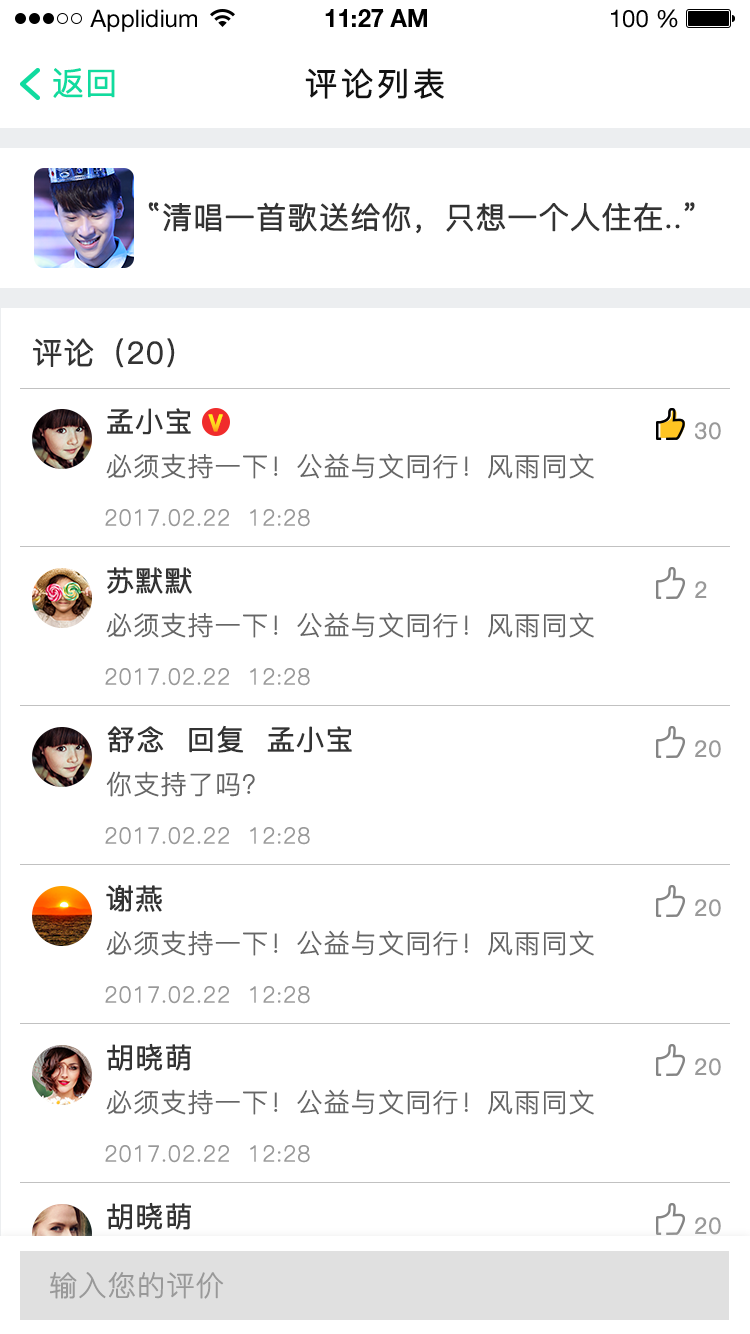 Applidium 11:27 AM 100 %
返回 评论列表
“清唱一首歌送给你，只想一个人住在..”
评论（20）
孟小宝 V 30
必须支持一下！公益与文同行！风雨同文
2017.02.22 12:28
苏默默 2
必须支持一下！公益与文同行！风雨同文
2017.02.22 12:28
舒念 回复 孟小宝 20
你支持了吗？
2017.02.22 12:28
谢燕 20
必须支持一下！公益与文同行！风雨同文
2017.02.22 12:28
胡晓萌 20
必须支持一下！公益与文同行！风雨同文
2017.02.22 12:28
胡晓萌 20
输入您的评价